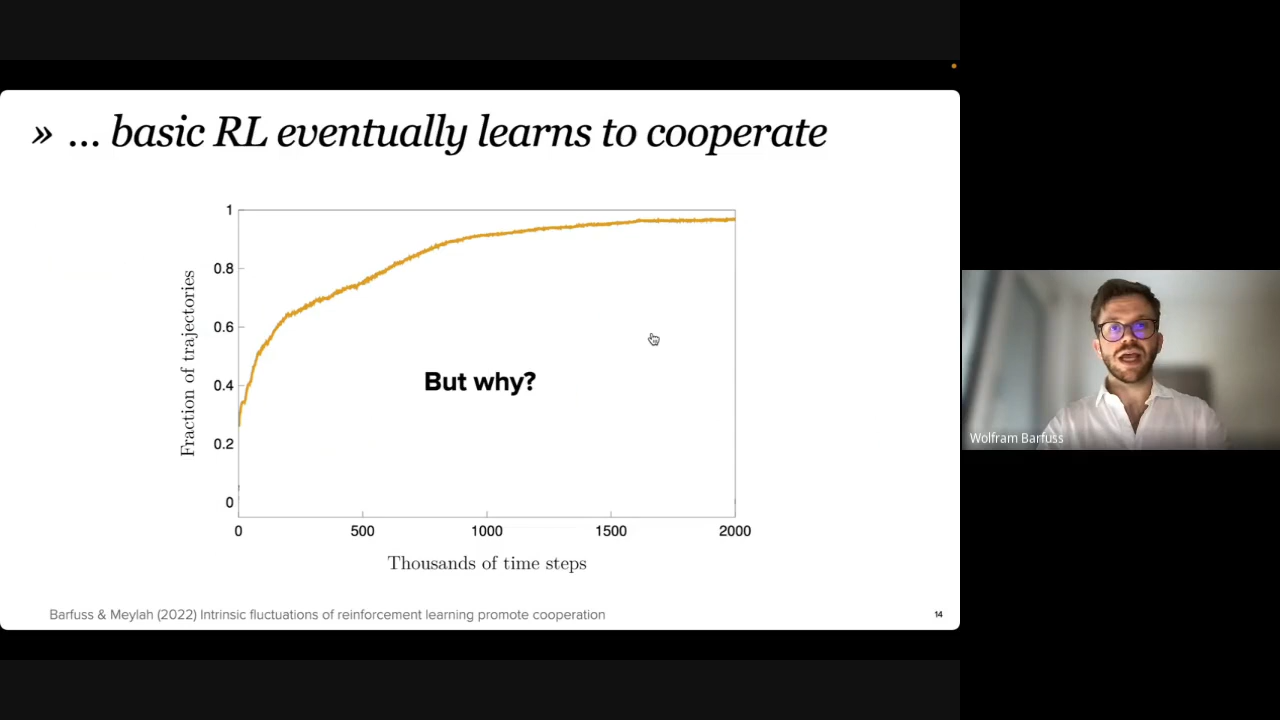 » ... basic RL eventually learns to cooperate
1
0.8
0.6
0.4
0.2
0
Fraction of trajectories
But why?
0 500 1000 1500 2000
Thousands of time steps
Barfuss & Meylah (2022) Intrinsic fluctuations of reinforcement learning promote cooperation
14
Wolfram Barfuss